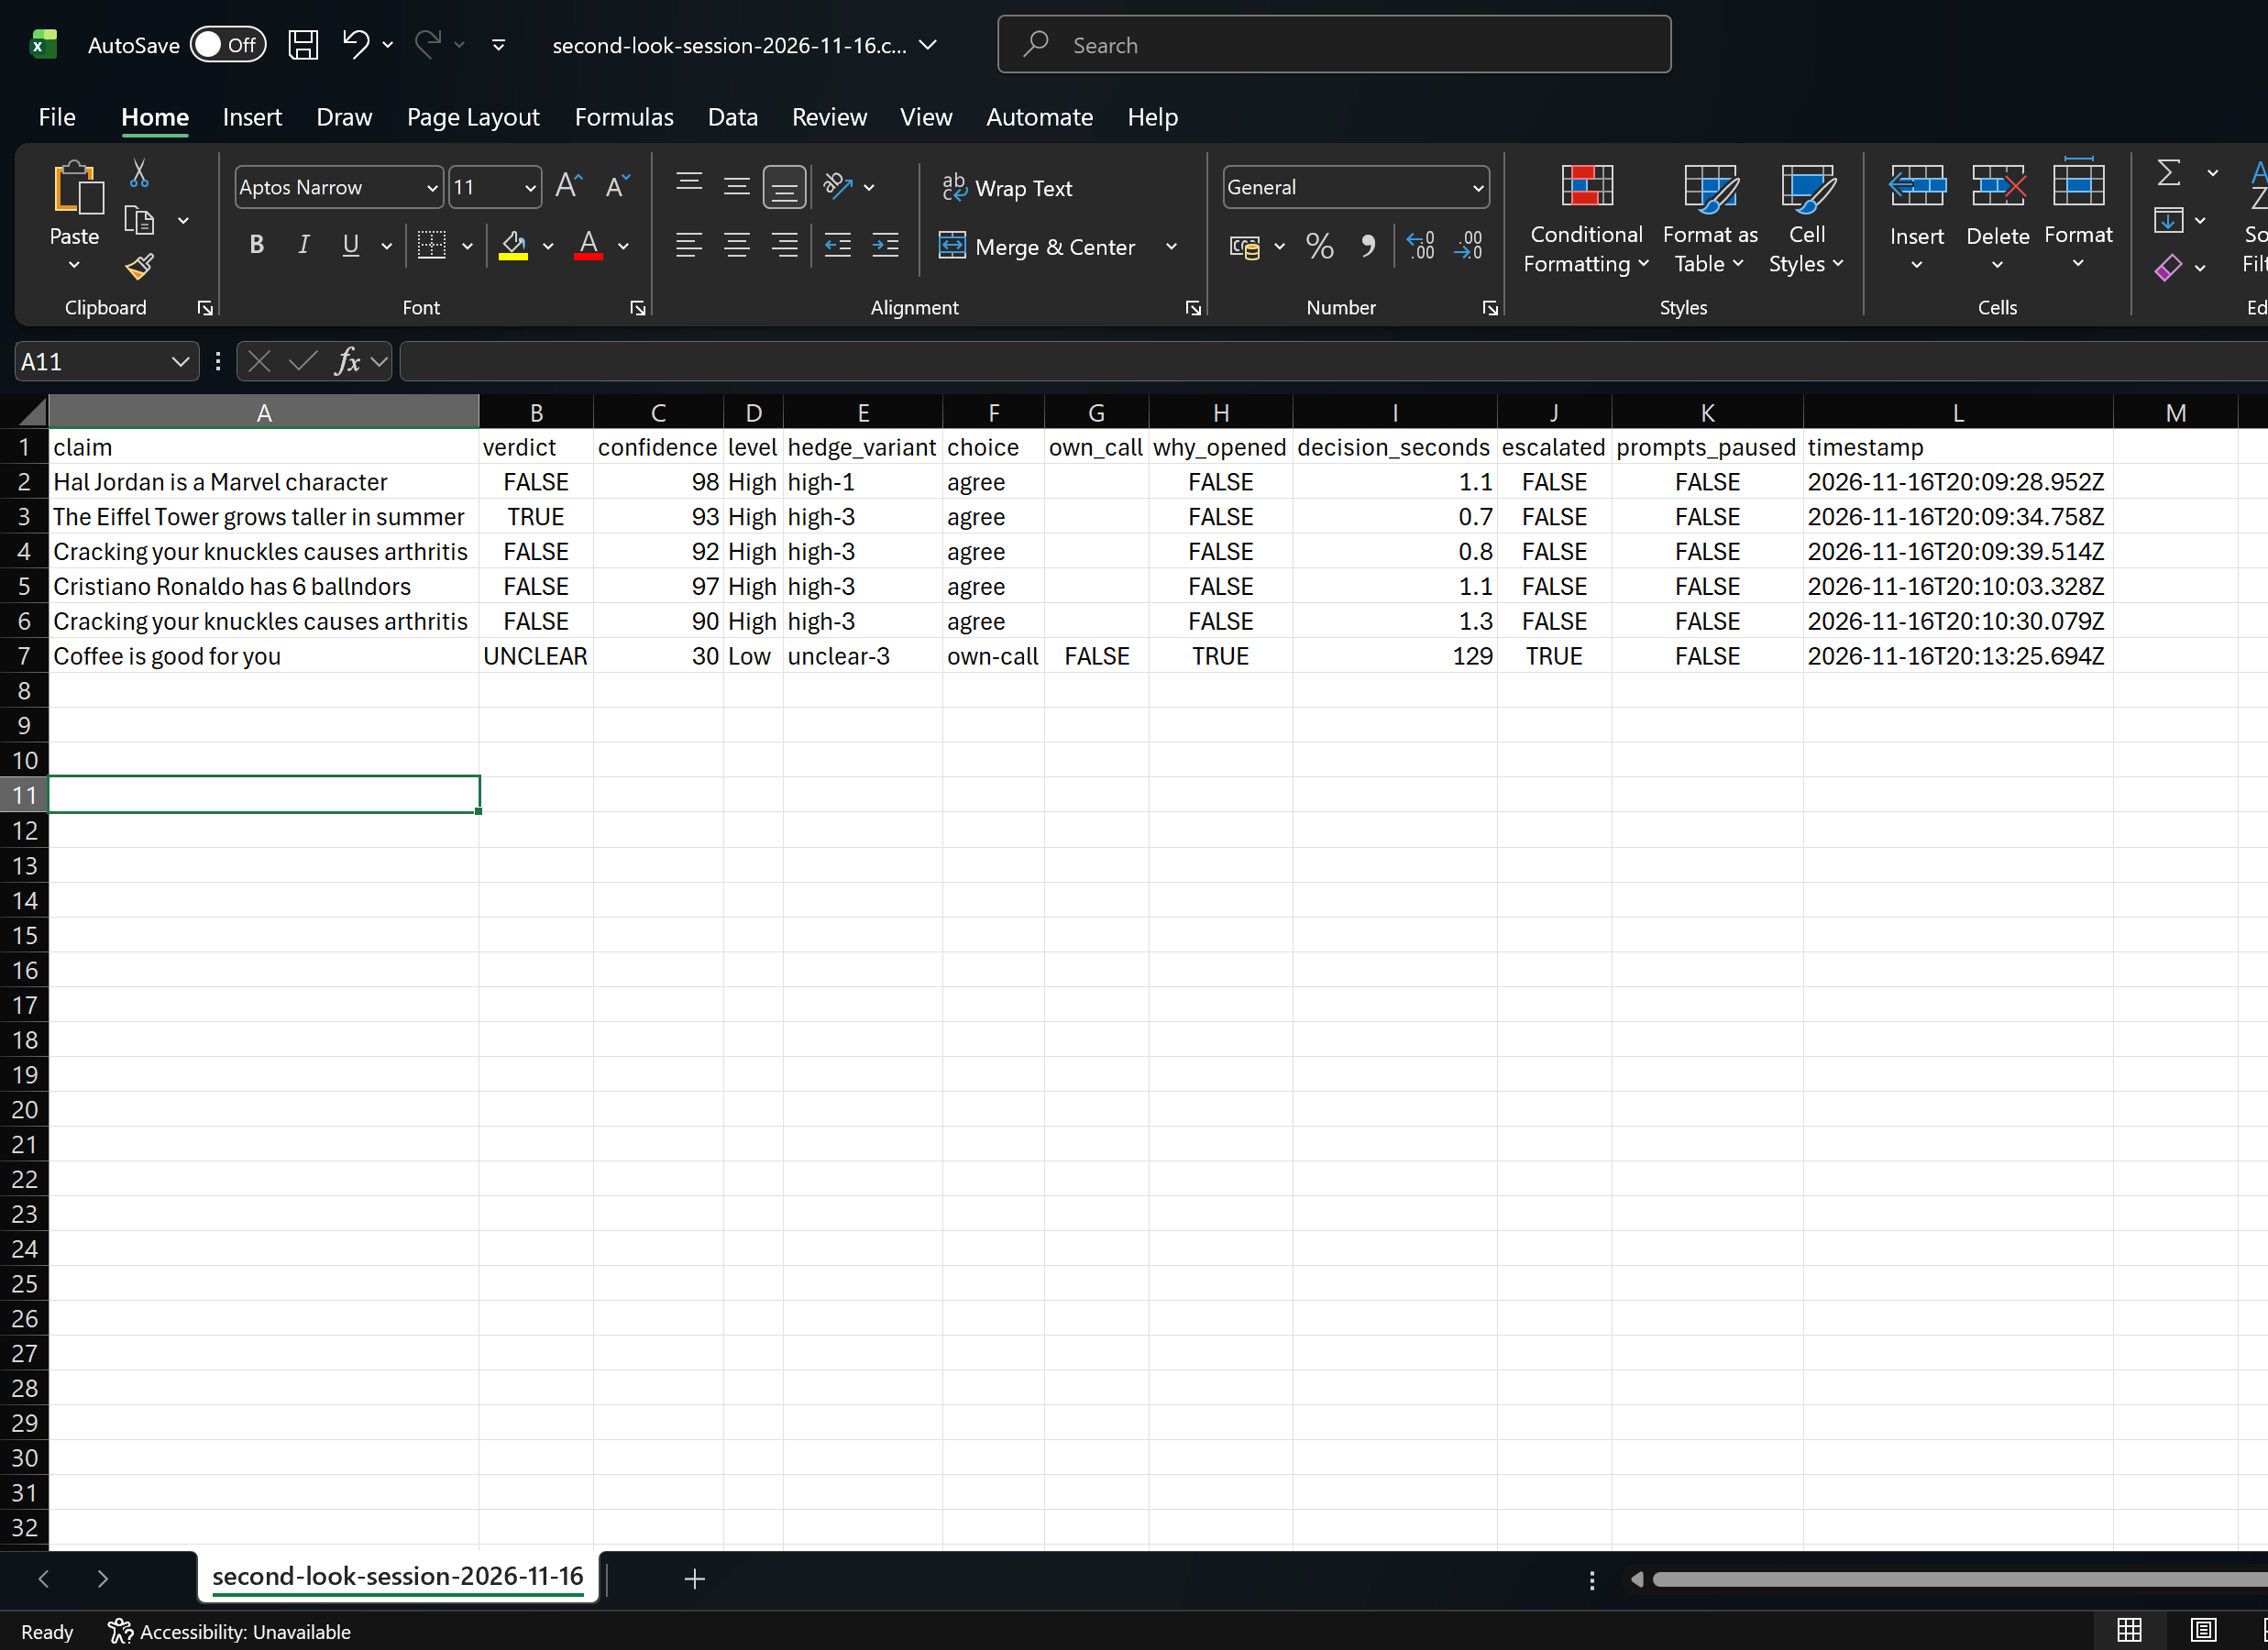 AutoSave Off second-look-session-2026-11-16.c... Search
File Home Insert Draw Page Layout Formulas Data Review View Automate Help
Paste
Aptos Narrow 11 A A
B I U A
Clipboard
Font
ab Wrap Text
Merge & Center
Alignment
General
% 9 .00 .00
Number
Conditional Formatting
Format as Table
Cell Styles
Styles
Insert Delete Format
Cells
A11 fx
A B C D E F G H I J K L M
1 claim verdict confidence level hedge_variant choice own_call why_opened decision_seconds escalated prompts_paused timestamp
2 Hal Jordan is a Marvel character FALSE 98 High high-1 agree FALSE 1.1 FALSE FALSE 2026-11-16T20:09:28.952Z
3 The Eiffel Tower grows taller in summer TRUE 93 High high-3 agree FALSE 0.7 FALSE FALSE 2026-11-16T20:09:34.758Z
4 Cracking your knuckles causes arthritis FALSE 92 High high-3 agree FALSE 0.8 FALSE FALSE 2026-11-16T20:09:39.514Z
5 Cristiano Ronaldo has 6 ballndors FALSE 97 High high-3 agree FALSE 1.1 FALSE FALSE 2026-11-16T20:10:03.328Z
6 Cracking your knuckles causes arthritis FALSE 90 High high-3 agree FALSE 1.3 FALSE FALSE 2026-11-16T20:10:30.079Z
7 Coffee is good for you UNCLEAR 30 Low unclear-3 own-call FALSE TRUE 129 TRUE FALSE 2026-11-16T20:13:25.694Z
8
9
10
11
12
13
14
15
16
17
18
19
20
21
22
23
24
25
26
27
28
29
30
31
32
second-look-session-2026-11-16
Ready Accessibility: Unavailable